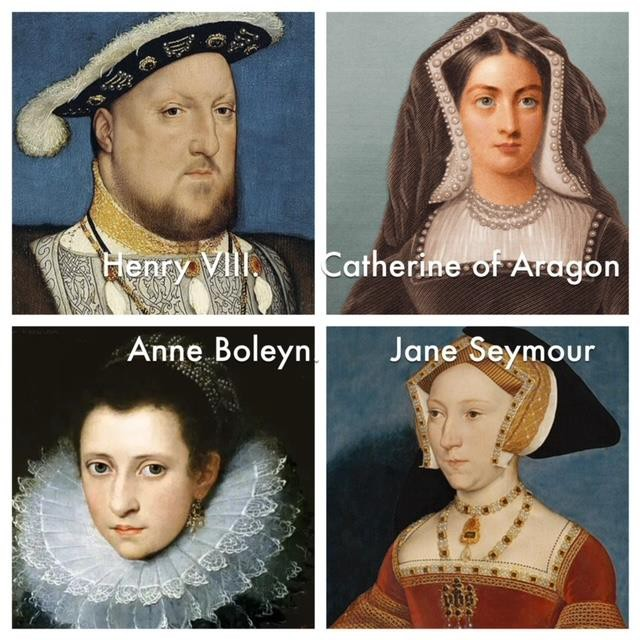 Henry VIII.
Catherine of Aragon
Anne Boleyn.
Jane Seymour